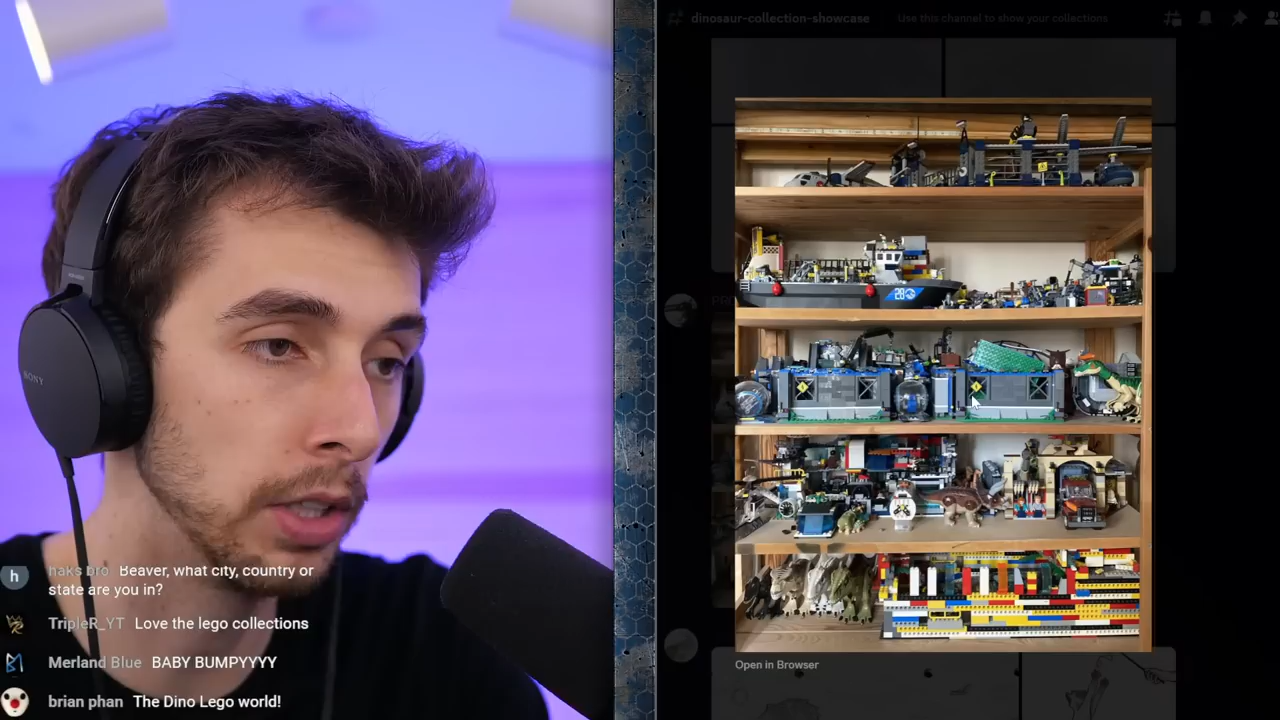 dinosaur-collection-showcase
Use this channel to show your collections
SONY
28
haks bro Beaver, what city, country or
state are you in?
TripleR_YT Love the lego collections
Merland Blue BABY BUMPYYYY
brian phan The Dino Lego world!
h
Open in Browser